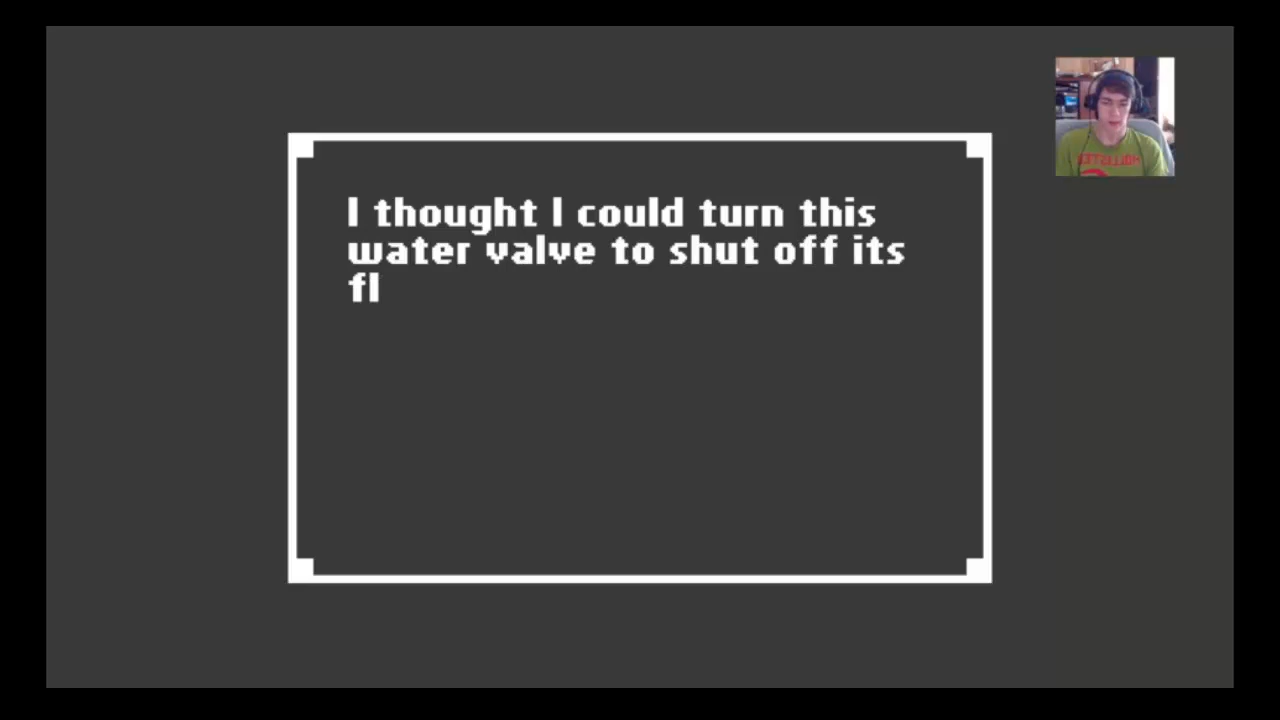 I thought I could turn this
water valve to shut off its
fl